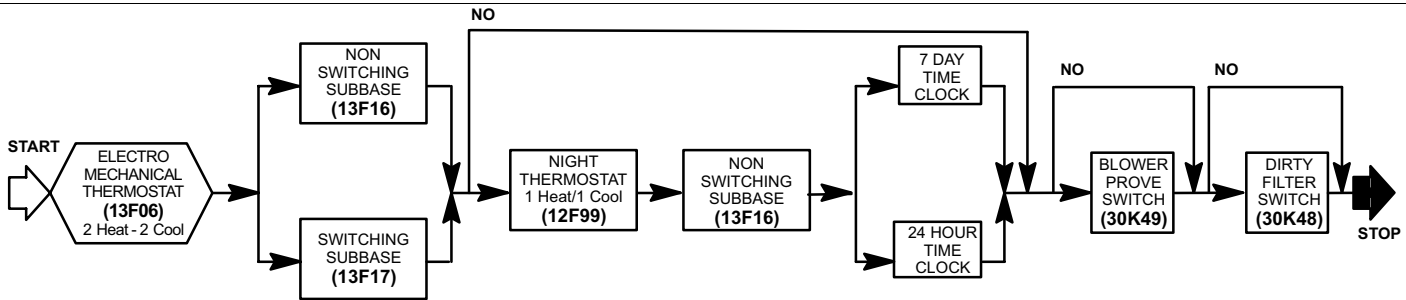 START
ELECTRO
MECHANICAL
THERMOSTAT
(13F06)
2 Heat - 2 Cool
NON
SWITCHING
SUBBASE
(13F16)
SWITCHING
SUBBASE
(13F17)
NO
NIGHT
THERMOSTAT
1 Heat/1 Cool
(12F99)
NON
SWITCHING
SUBBASE
(13F16)
7 DAY
TIME
CLOCK
24 HOUR
TIME
CLOCK
NO
BLOWER
PROVE
SWITCH
(30K49)
NO
DIRTY
FILTER
SWITCH
(30K48)
STOP